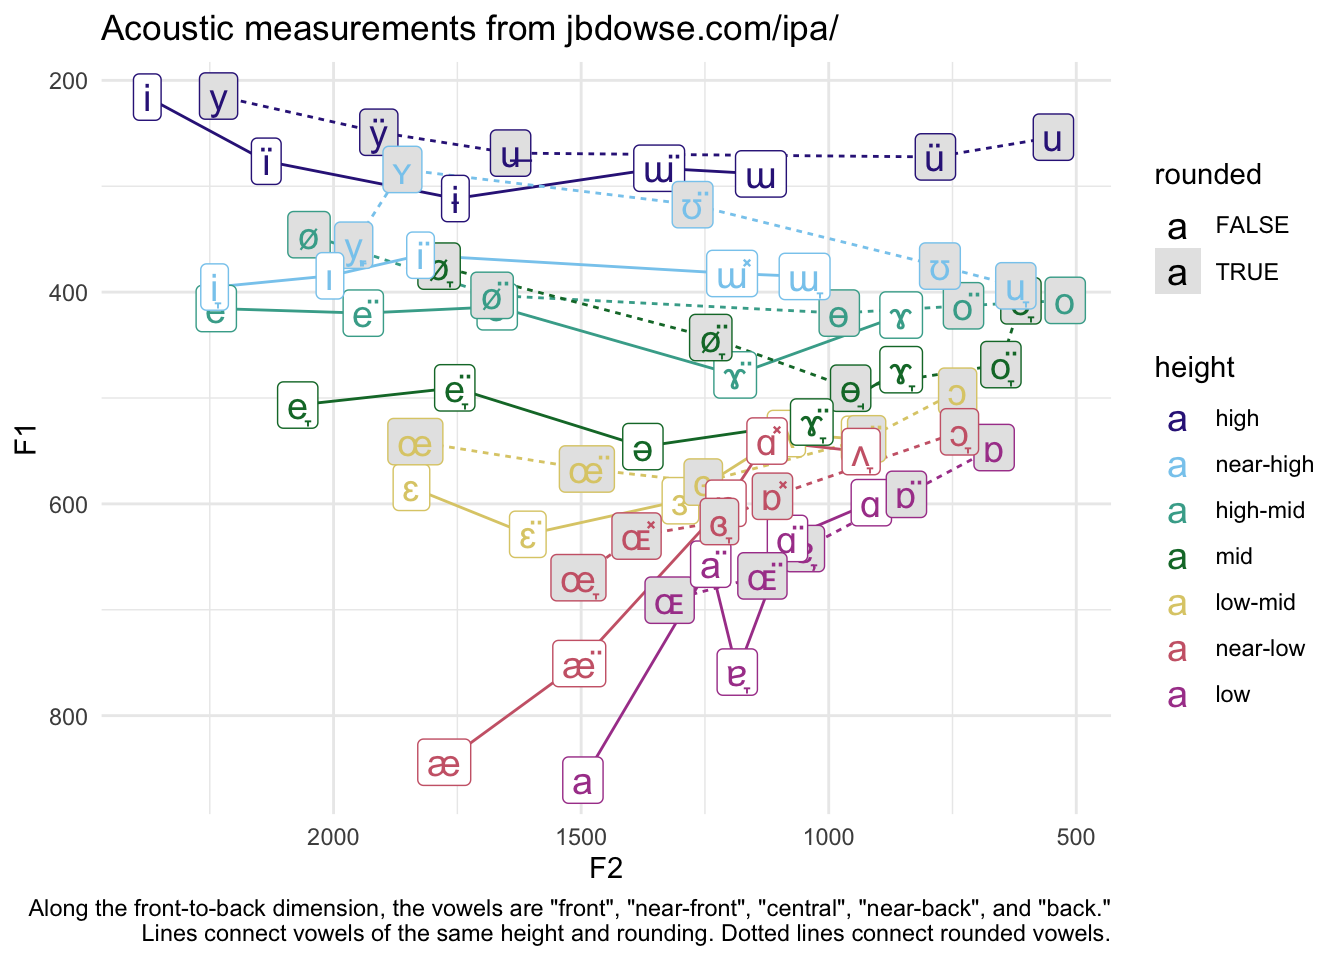 Acoustic measurements from jbdowse.com/ipa/
F1
200
400
600
800
i
y
ÿ
ï
ɨ
ɯ̈
ɯ
ü
u
ʏ
ʊ̈
ø
ø̈
ɪ
ɯ̽
ʊ
e
ë
ɤ̈
ɵ
ɤ
ö
o
e̞
ë̞
ə
ø̞̈
ɵ̞
ɤ̞̈
ɤ̞
ö̞
œ
œ̈
ɔ
ɛ
ɛ̈
ɜ
ɑ̽
ʌ̞
ɔ̞
ɒ
œ̞
ɶ̽
ɞ̞
ɒ̽
ɑ̈
ɑ
ɒ̈
ä
ɶ
ɶ̈
ɐ̞
æ̈
æ
a
2000
1500
1000
500
F2
rounded
a FALSE
a TRUE
height
a high
a near-high
a high-mid
a mid
a low-mid
a near-low
a low
Along the front-to-back dimension, the vowels are "front", "near-front", "central", "near-back", and "back."
Lines connect vowels of the same height and rounding. Dotted lines connect rounded vowels.